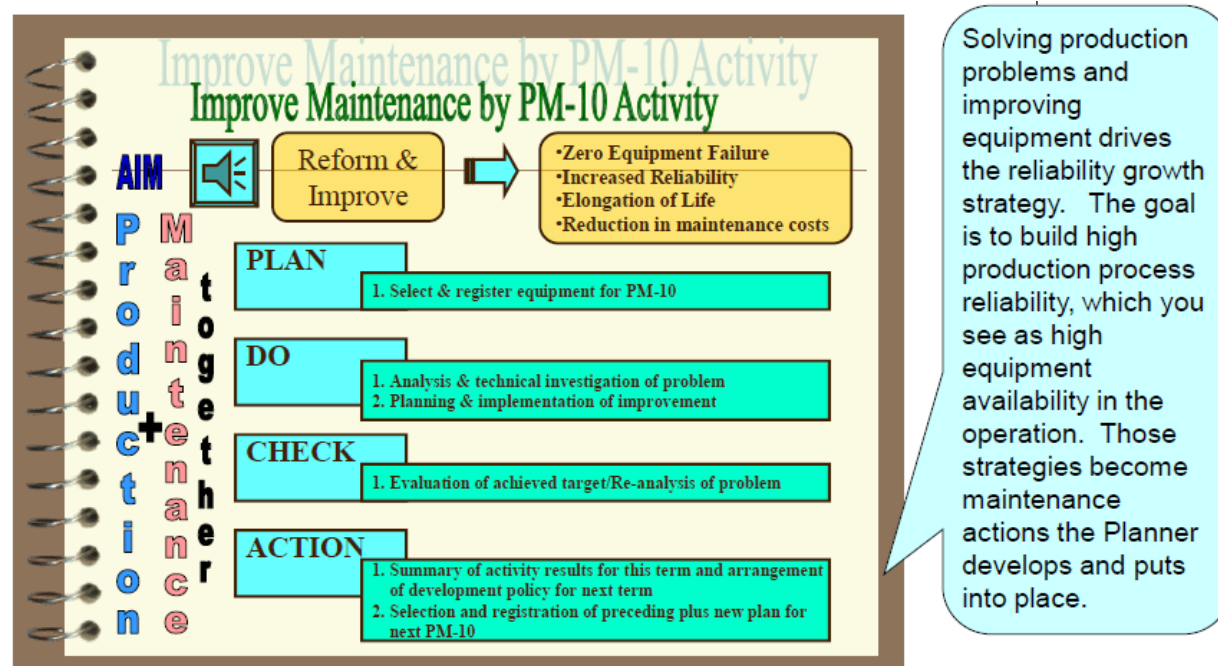 Improve Maintenance by PM-10 Activity
Improve Maintenance by PM-10 Activity
AIM
Reform &
Improve
•Zero Equipment Failure
•Increased Reliability
•Elongation of Life
•Reduction in maintenance costs
Production
+
Maintenance
together
PLAN
1. Select & register equipment for PM-10
DO
1. Analysis & technical investigation of problem
2. Planning & implementation of improvement
CHECK
1. Evaluation of achieved target/Re-analysis of problem
ACTION
1. Summary of activity results for this term and arrangement
of development policy for next term
2. Selection and registration of preceding plus new plan for
next PM-10
Solving production
problems and
improving
equipment drives
the reliability growth
strategy. The goal
is to build high
production process
reliability, which you
see as high
equipment
availability in the
operation. Those
strategies become
maintenance
actions the Planner
develops and puts
into place.